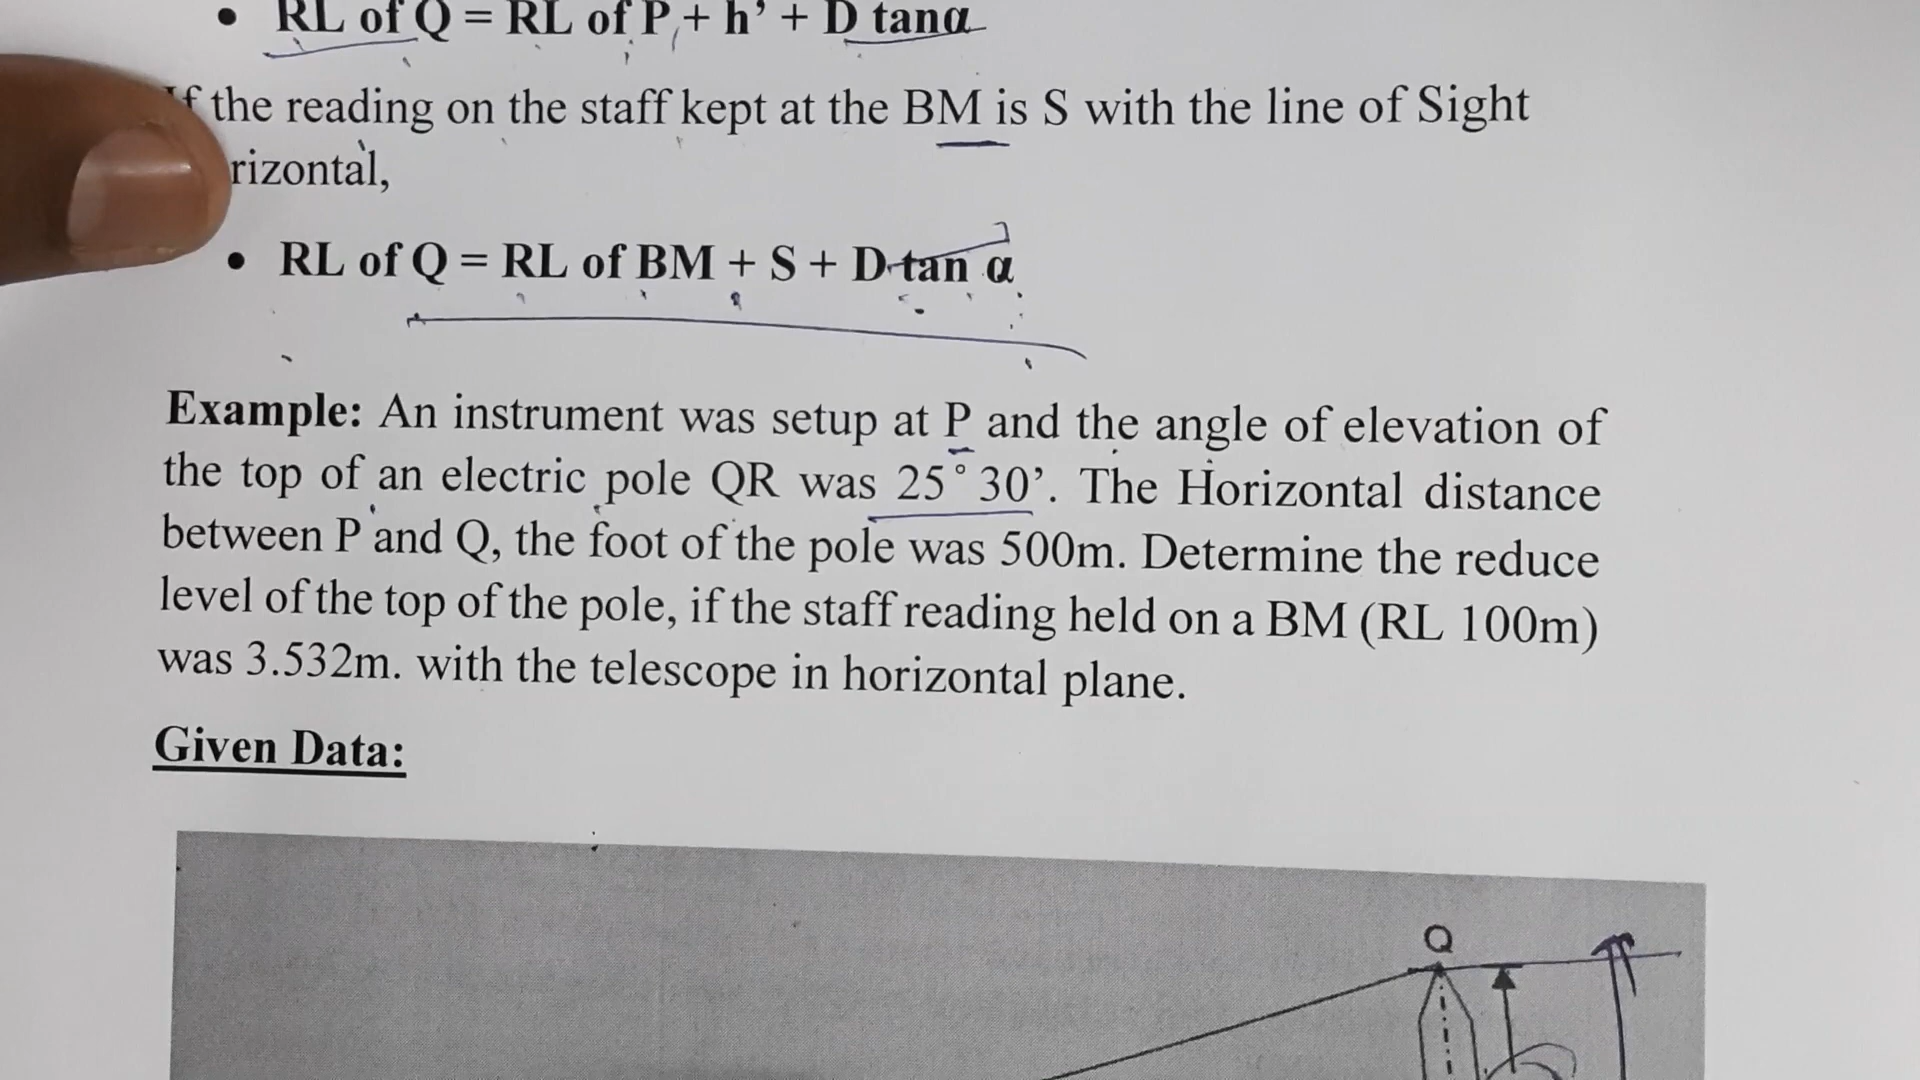 • RL of Q = RL of P + h’ + D tanα
If the reading on the staff kept at the BM is S with the line of Sight
rizontal,
• RL of Q = RL of BM + S + D tan α
Example: An instrument was setup at P and the angle of elevation of
the top of an electric pole QR was 25°30’. The Horizontal distance
between P and Q, the foot of the pole was 500m. Determine the reduce
level of the top of the pole, if the staff reading held on a BM (RL 100m)
was 3.532m. with the telescope in horizontal plane.
Given Data:
Q